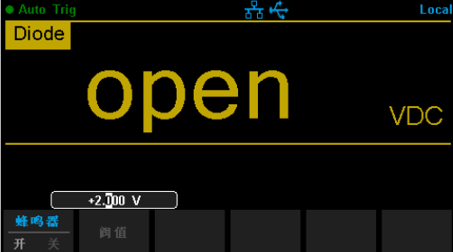 Auto Trig Local
Diode
open
VDC
+2.000 V
蜂鸣器
开 关
阈值